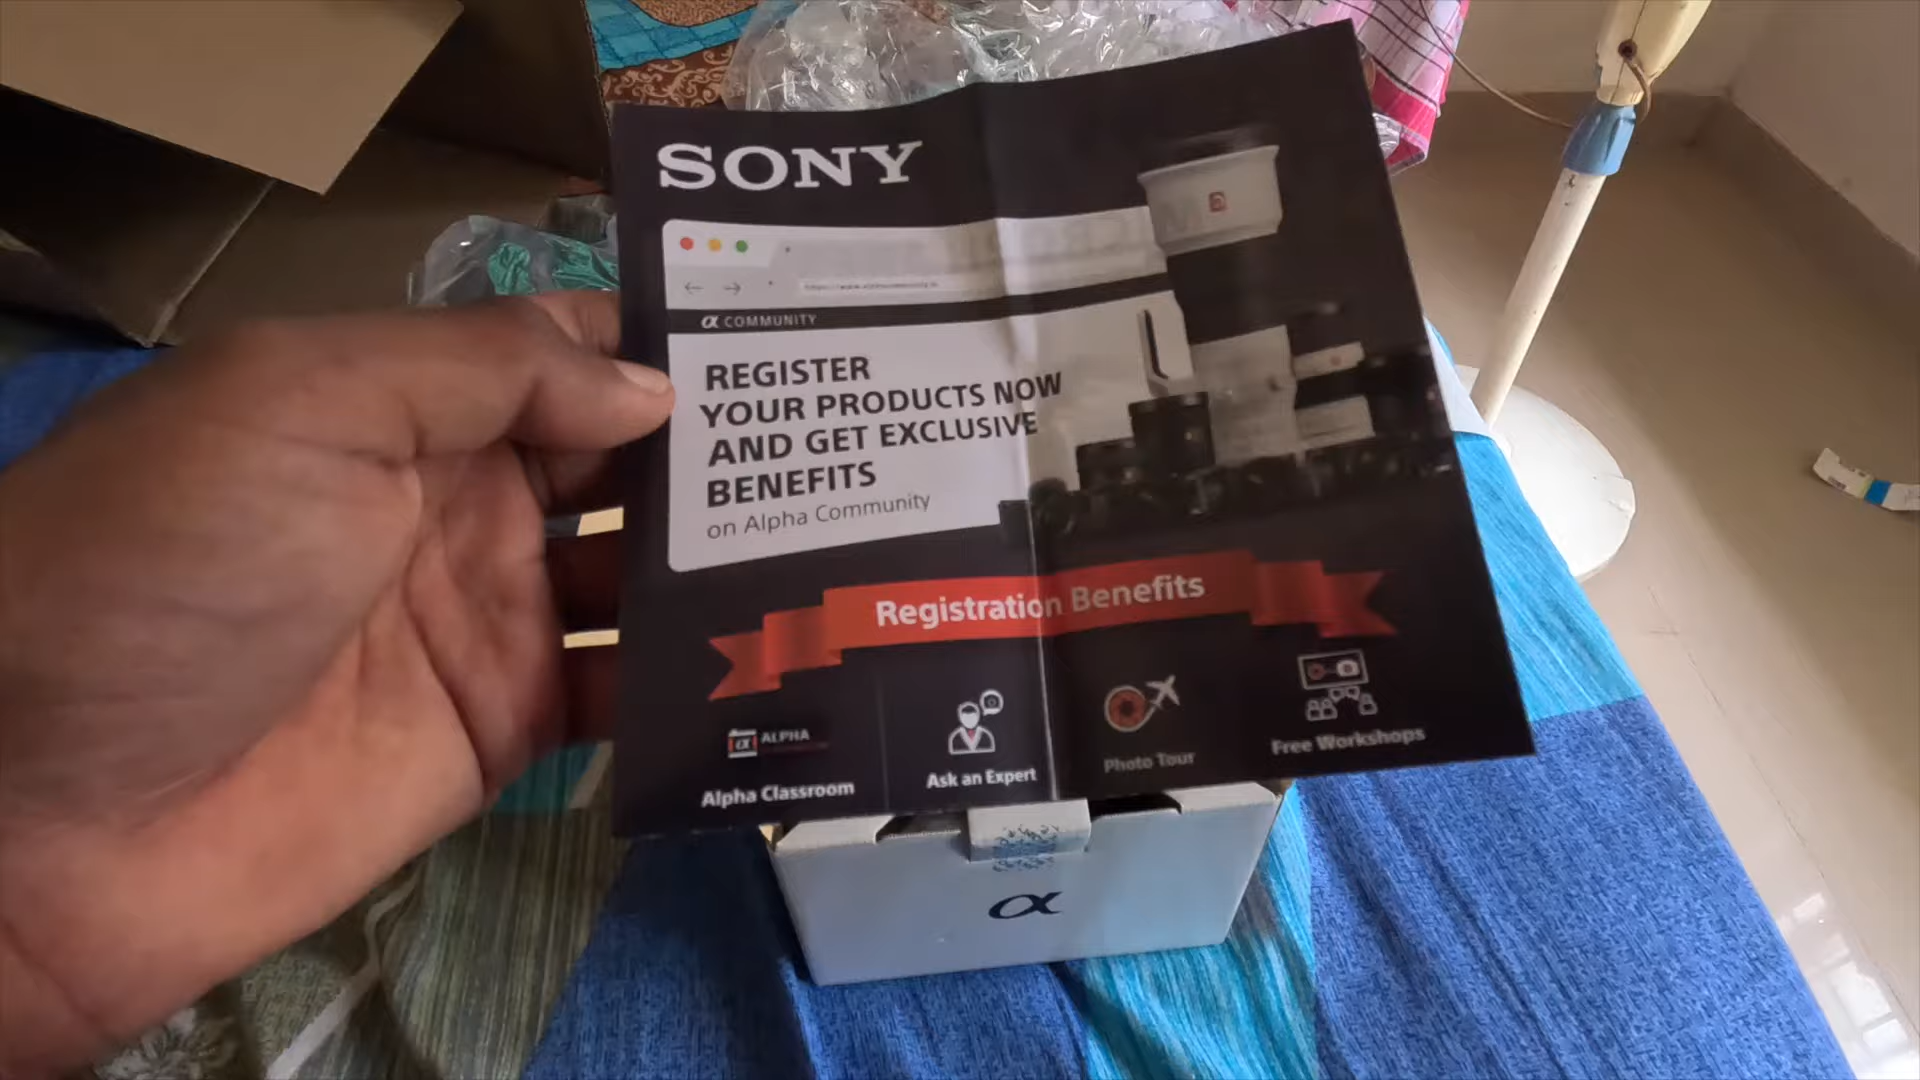 SONY
α COMMUNITY
REGISTER
YOUR PRODUCTS NOW
AND GET EXCLUSIVE
BENEFITS
on Alpha Community
Registration Benefits
α ALPHA
Alpha Classroom
Ask an Expert
Photo Tour
Free Workshops
α